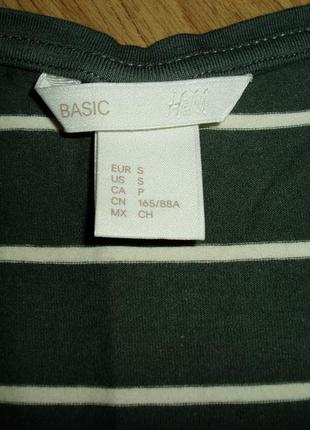 BASIC H&M
EUR S
US S
CA P
CN 165/88A
MX CH